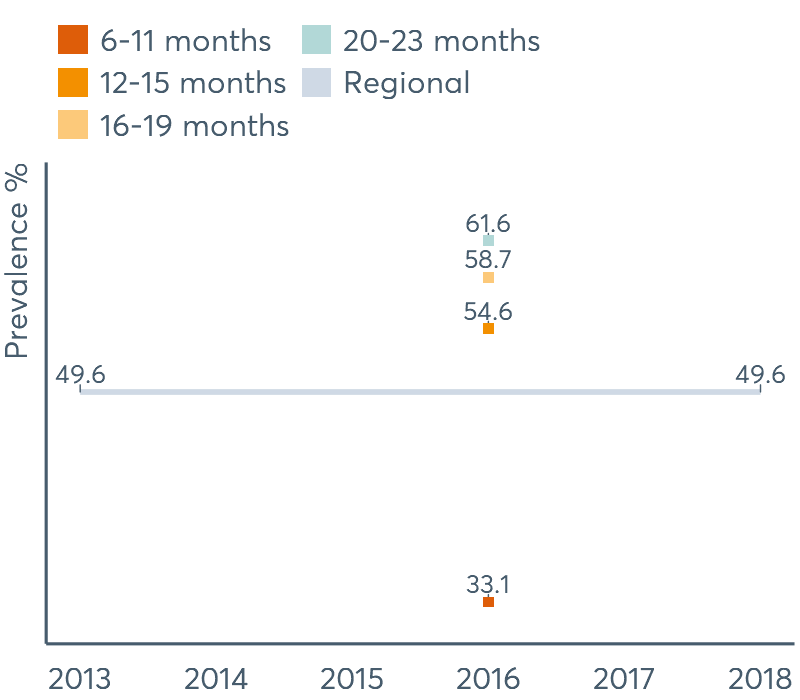 6-11 months
20-23 months
12-15 months
Regional
16-19 months
Prevalence %
61.6
58.7
54.6
49.6
49.6
33.1
2013 2014 2015 2016 2017 2018